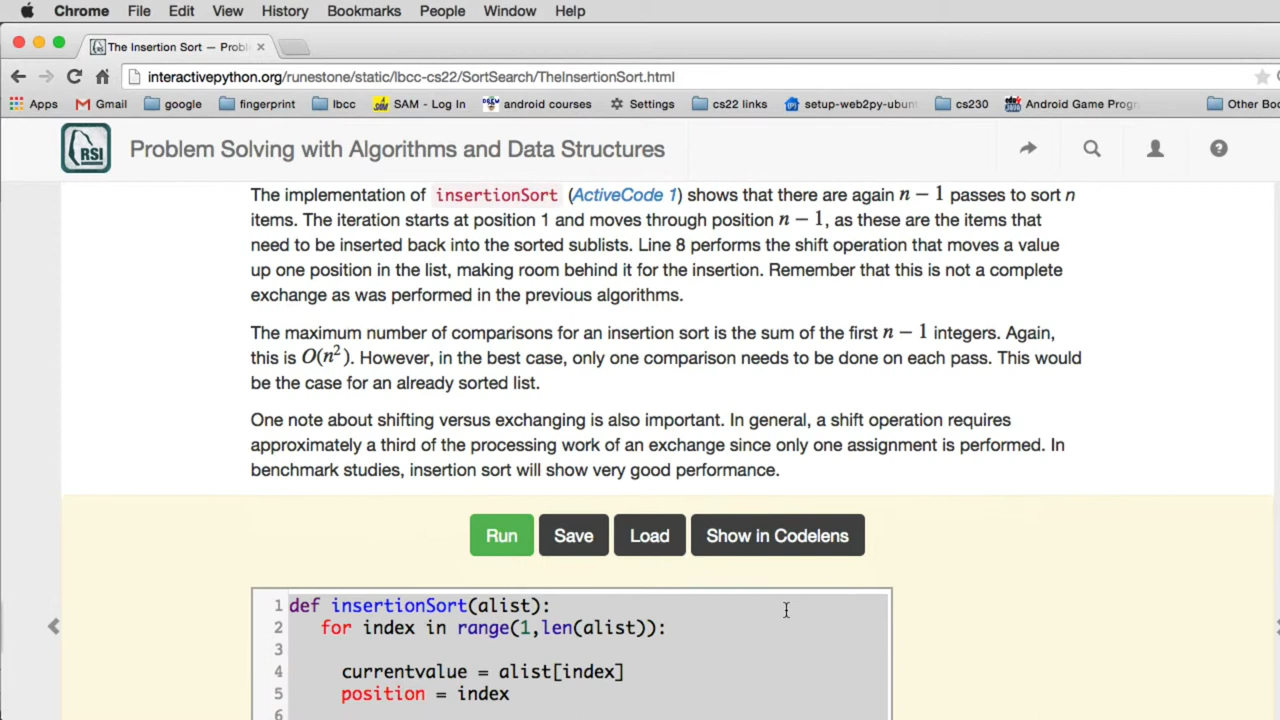 Chrome File Edit View History Bookmarks People Window Help
The Insertion Sort — Probl
interactivepython.org/runestone/static/lbcc-cs22/SortSearch/TheInsertionSort.html
Apps Gmail google fingerprint lbcc SAM - Log In android courses Settings cs22 links setup-web2py-ubunt cs230 Android Game Progr Other Boo
RSI Problem Solving with Algorithms and Data Structures
The implementation of insertionSort (ActiveCode 1) shows that there are again n − 1 passes to sort n
items. The iteration starts at position 1 and moves through position n − 1, as these are the items that
need to be inserted back into the sorted sublists. Line 8 performs the shift operation that moves a value
up one position in the list, making room behind it for the insertion. Remember that this is not a complete
exchange as was performed in the previous algorithms.
The maximum number of comparisons for an insertion sort is the sum of the first n − 1 integers. Again,
this is O(n²). However, in the best case, only one comparison needs to be done on each pass. This would
be the case for an already sorted list.
One note about shifting versus exchanging is also important. In general, a shift operation requires
approximately a third of the processing work of an exchange since only one assignment is performed. In
benchmark studies, insertion sort will show very good performance.
Run Save Load Show in Codelens
1 def insertionSort(alist):
2 for index in range(1,len(alist)):
3
4 currentvalue = alist[index]
5 position = index
6